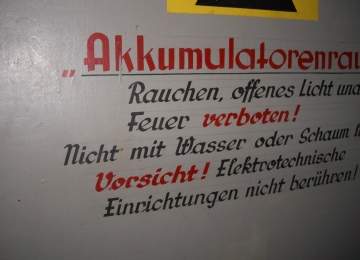 „Akkumulatorenrau
Rauchen, offenes Licht und
Feuer verboten!
Nicht mit Wasser oder Schaum
Vorsicht! Elektrotechnische
Einrichtungen nicht berühren!